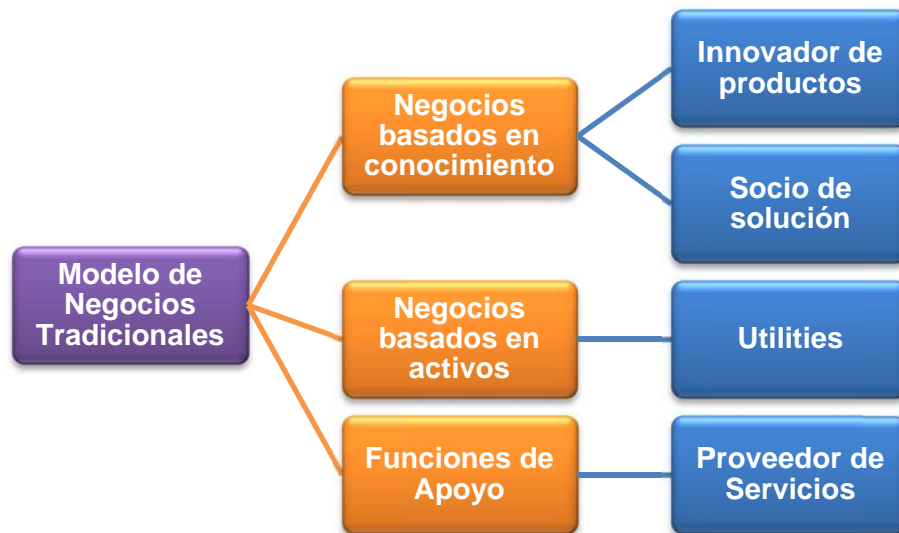 Modelo de
Negocios
Tradicionales
Negocios
basados en
conocimiento
Innovador de
productos
Socio de
solución
Negocios
basados en
activos
Utilities
Funciones de
Apoyo
Proveedor de
Servicios